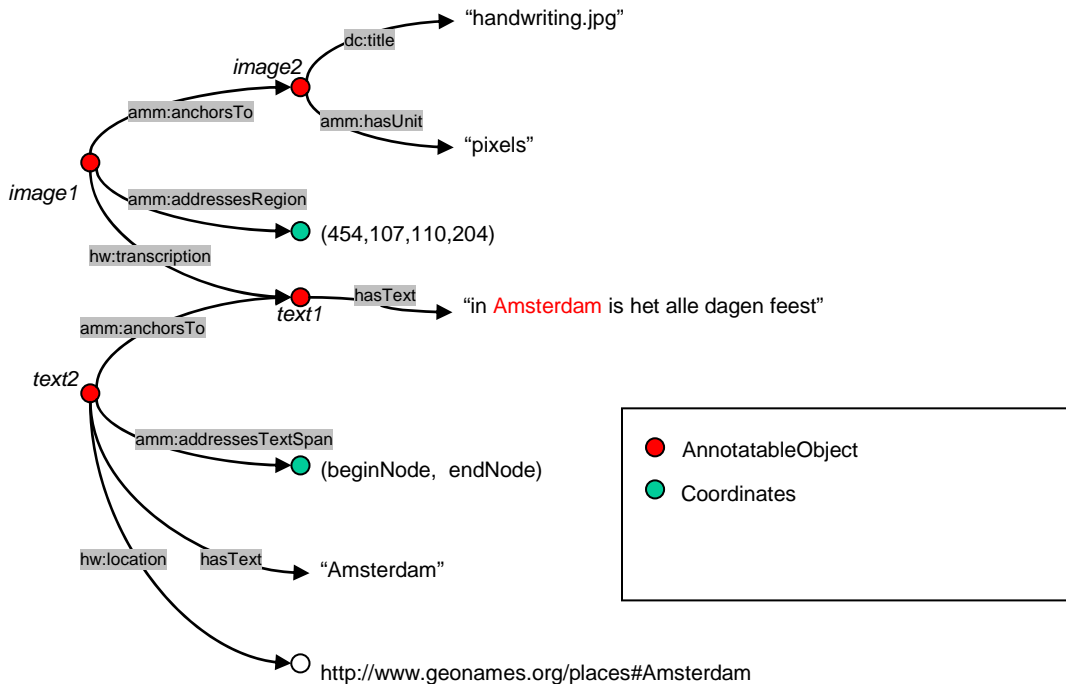 “handwriting.jpg”
dc:title
image2
amm:anchorsTo
amm:hasUnit
“pixels”
image1
amm:addressesRegion
(454,107,110,204)
hw:transcription
hasText
“in Amsterdam is het alle dagen feest”
text1
amm:anchorsTo
text2
amm:addressesTextSpan
(beginNode, endNode)
AnnotatableObject
Coordinates
hw:location
hasText
“Amsterdam”
http://www.geonames.org/places#Amsterdam